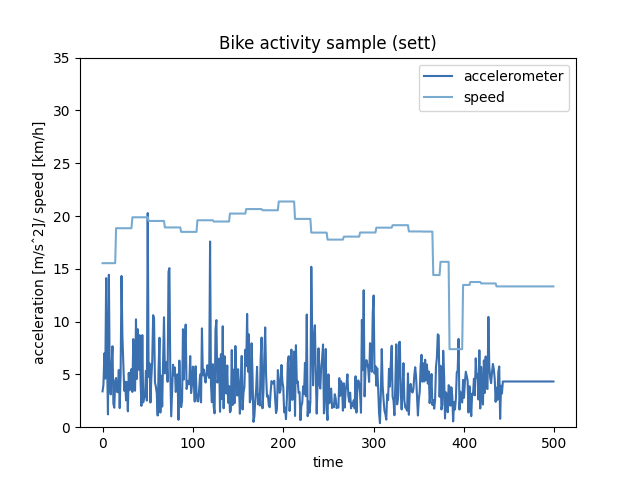 Bike activity sample (sett)
accelerometer
speed
acceleration [m/s^2]/ speed [km/h]
35
30
25
20
15
10
5
0
0 100 200 300 400 500
time